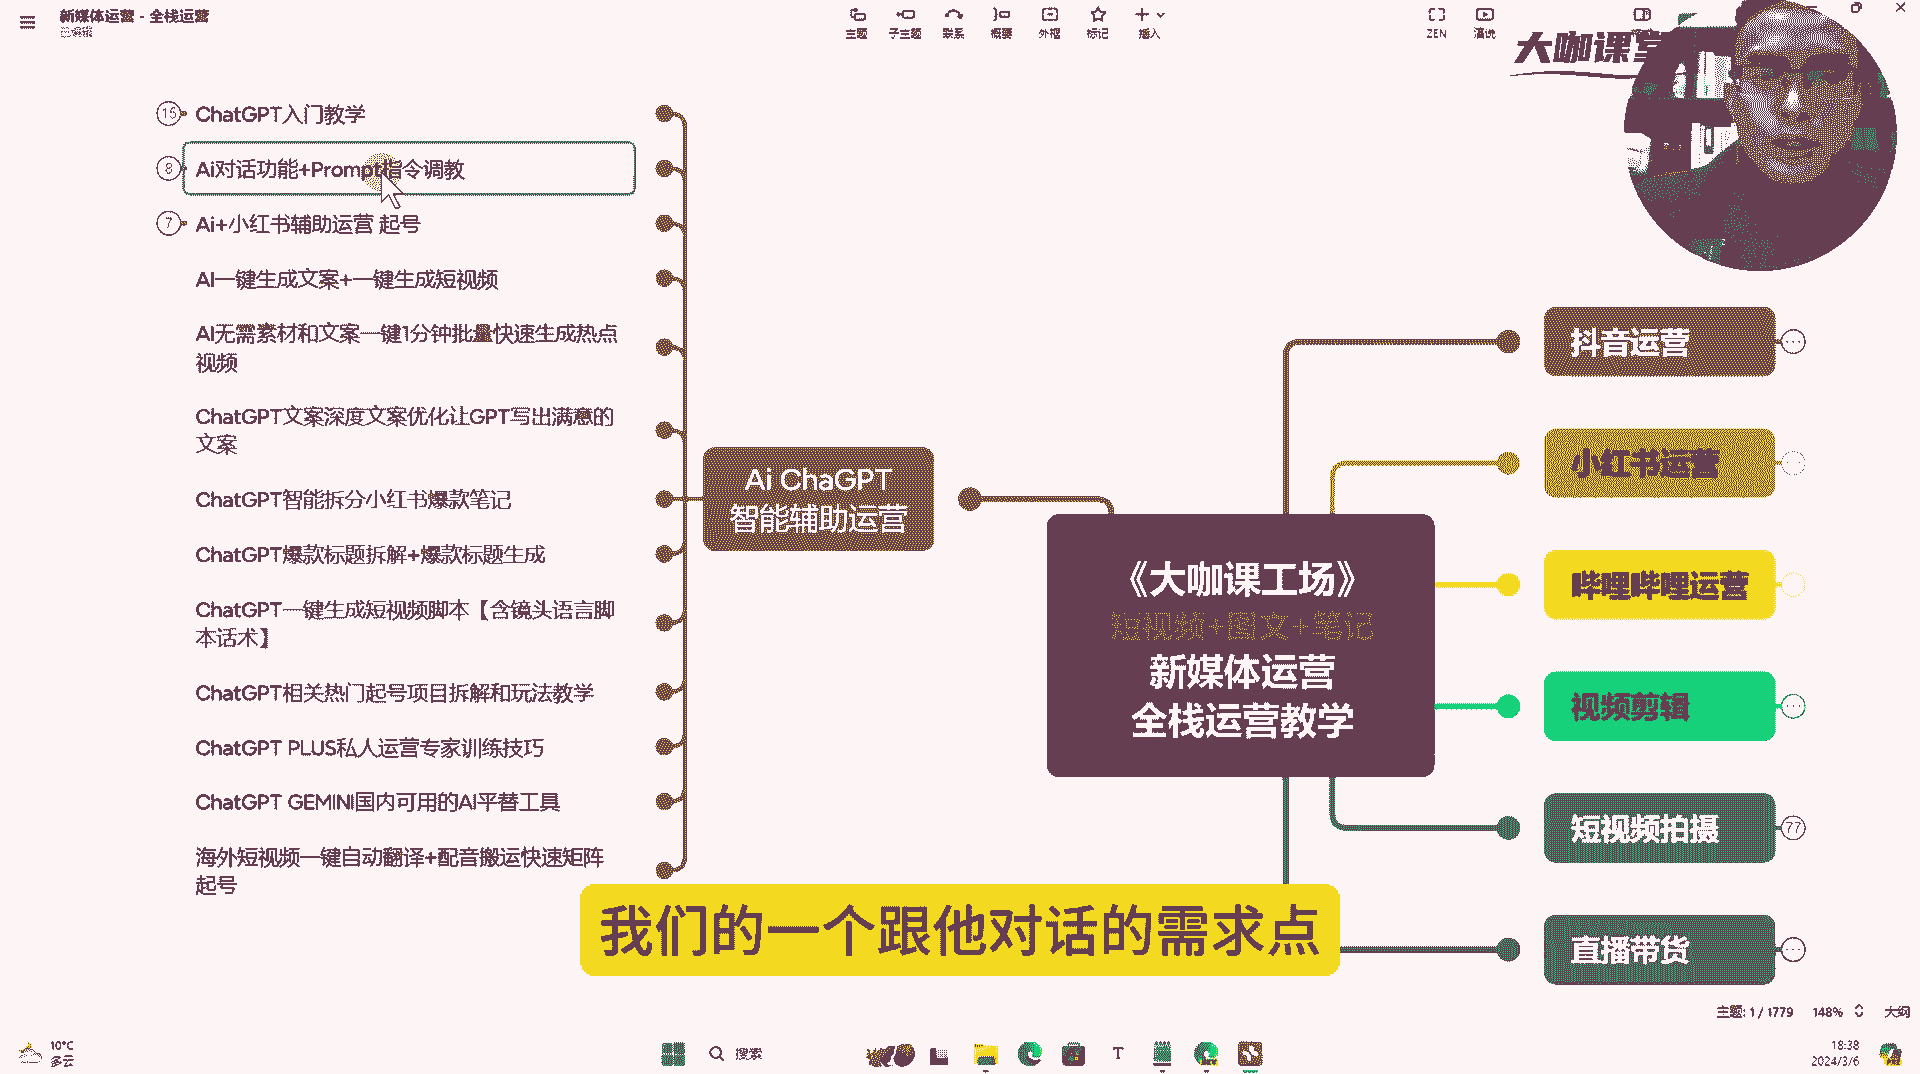 新媒体运营 - 全栈运营
已编辑
主题
子主题
联系
概要
外框
标记
插入
ZEN
演说
大咖课堂
15
ChatGPT入门教学
8
Ai对话功能+Prompt指令调教
7
Ai+小红书辅助运营 起号
AI一键生成文案+一键生成短视频
AI无需素材和文案一键1分钟批量快速生成热点
视频
ChatGPT文案深度文案优化让GPT写出满意的
文案
ChatGPT智能拆分小红书爆款笔记
ChatGPT爆款标题拆解+爆款标题生成
ChatGPT一键生成短视频脚本【含镜头语言脚
本话术】
ChatGPT相关热门起号项目拆解和玩法教学
ChatGPT PLUS私人运营专家训练技巧
ChatGPT GEMINI国内可用的AI平替工具
海外短视频一键自动翻译+配音搬运快速矩阵
起号
Ai ChaGPT
智能辅助运营
《大咖课工场》
短视频+图文+笔记
新媒体运营
全栈运营教学
抖音运营
小红书运营
哔哩哔哩运营
视频剪辑
短视频拍摄
77
直播带货
我们的一个跟他对话的需求点
主题: 1 / 1779
148%
大纲
10°C
多云
搜索
18:38
2024/3/6